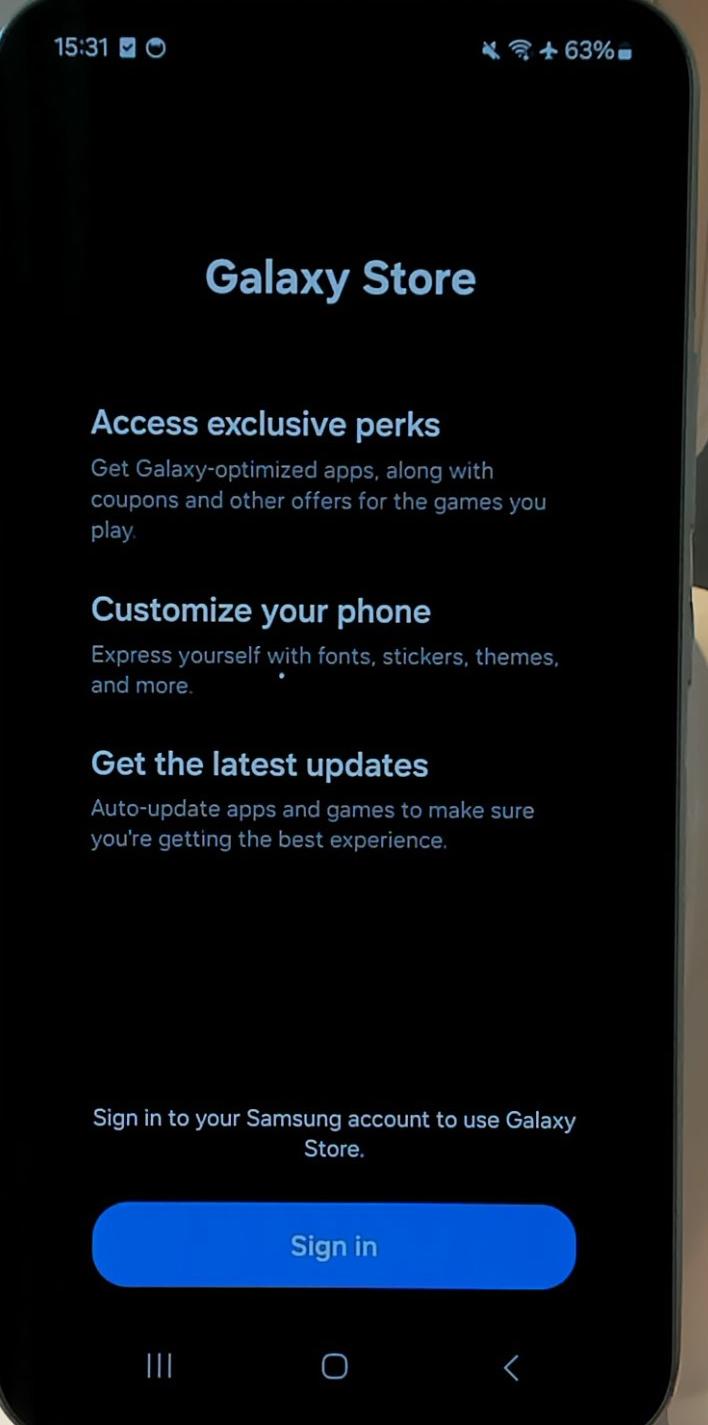 15:31
63%
Galaxy Store
Access exclusive perks
Get Galaxy-optimized apps, along with
coupons and other offers for the games you
play.
Customize your phone
Express yourself with fonts, stickers, themes,
and more.
Get the latest updates
Auto-update apps and games to make sure
you're getting the best experience.
Sign in to your Samsung account to use Galaxy
Store.
Sign in